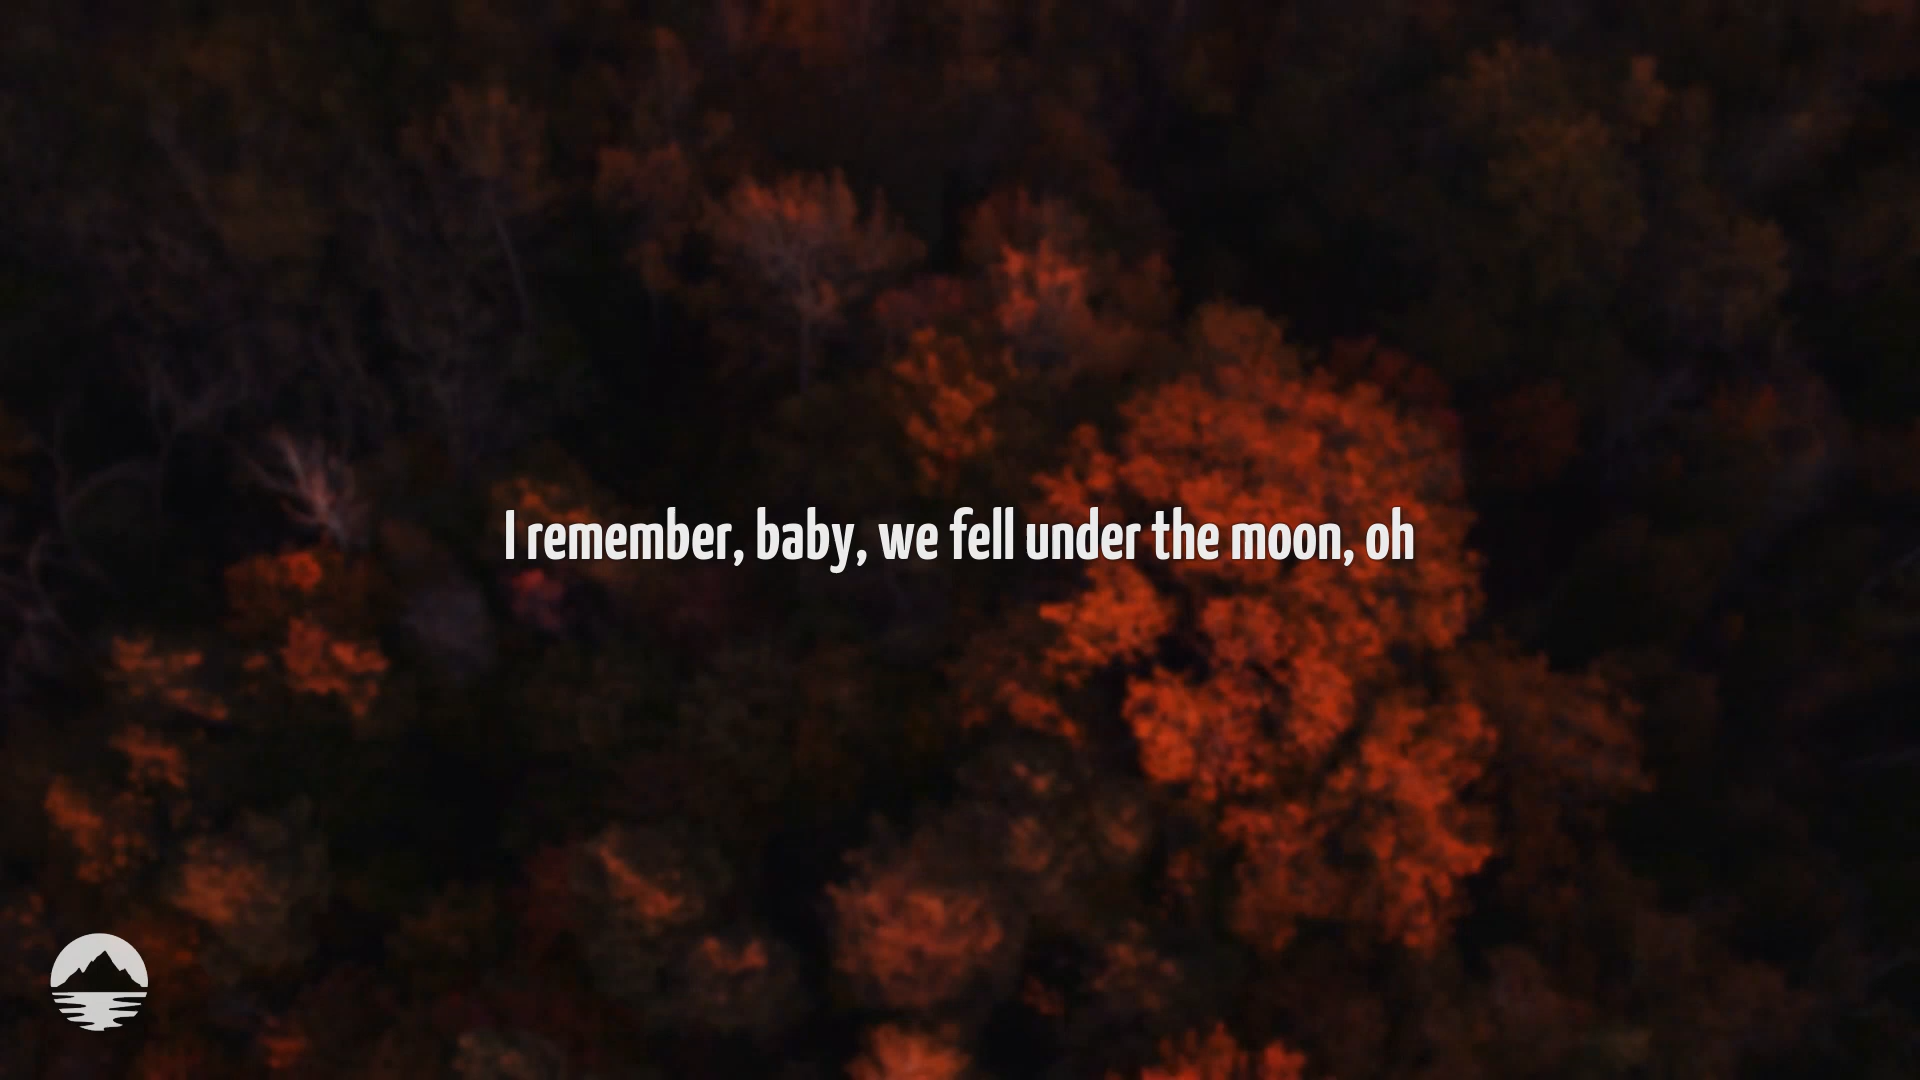 I remember, baby, we fell under the moon, oh